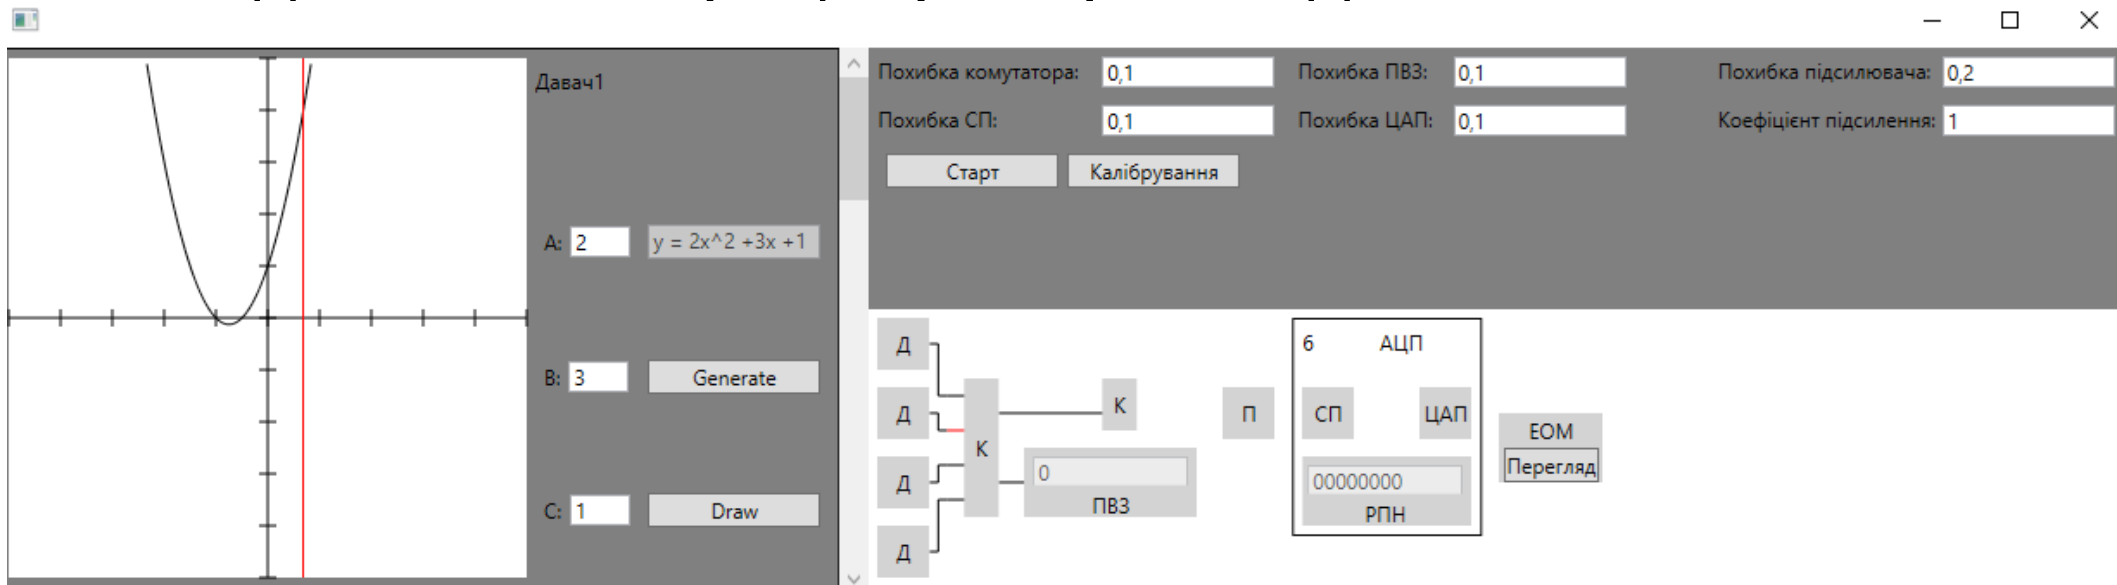 Давач1
A: 2 y = 2x^2 +3x +1
B: 3 Generate
C: 1 Draw
Похибка комутатора: 0,1 Похибка ПВЗ: 0,1 Похибка підсилювача: 0,2
Похибка СП: 0,1 Похибка ЦАП: 0,1 Коефіцієнт підсилення: 1
Старт Калібрування
Д
Д
Д
Д
К
К
0
ПВЗ
П
6 АЦП
СП ЦАП
00000000
РПН
ЕОМ
Перегляд